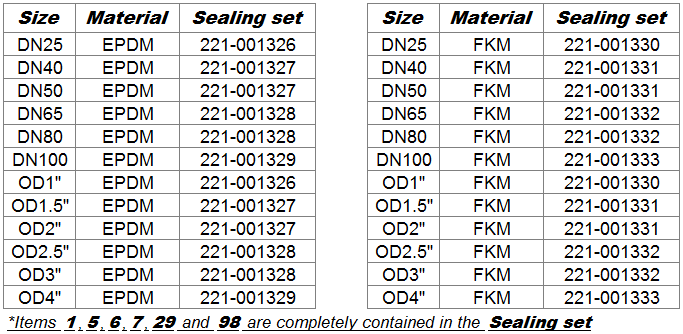 Size Material Sealing set Size Material Sealing set
DN25 EPDM 221-001326 DN25 FKM 221-001330
DN40 EPDM 221-001327 DN40 FKM 221-001331
DN50 EPDM 221-001327 DN50 FKM 221-001331
DN65 EPDM 221-001328 DN65 FKM 221-001332
DN80 EPDM 221-001328 DN80 FKM 221-001332
DN100 EPDM 221-001329 DN100 FKM 221-001333
OD1" EPDM 221-001326 OD1" FKM 221-001330
OD1.5" EPDM 221-001327 OD1.5" FKM 221-001331
OD2" EPDM 221-001327 OD2" FKM 221-001331
OD2.5" EPDM 221-001328 OD2.5" FKM 221-001332
OD3" EPDM 221-001328 OD3" FKM 221-001332
OD4" EPDM 221-001329 OD4" FKM 221-001333
*Items 1, 5, 6, 7, 29 and 98 are completely contained in the Sealing set